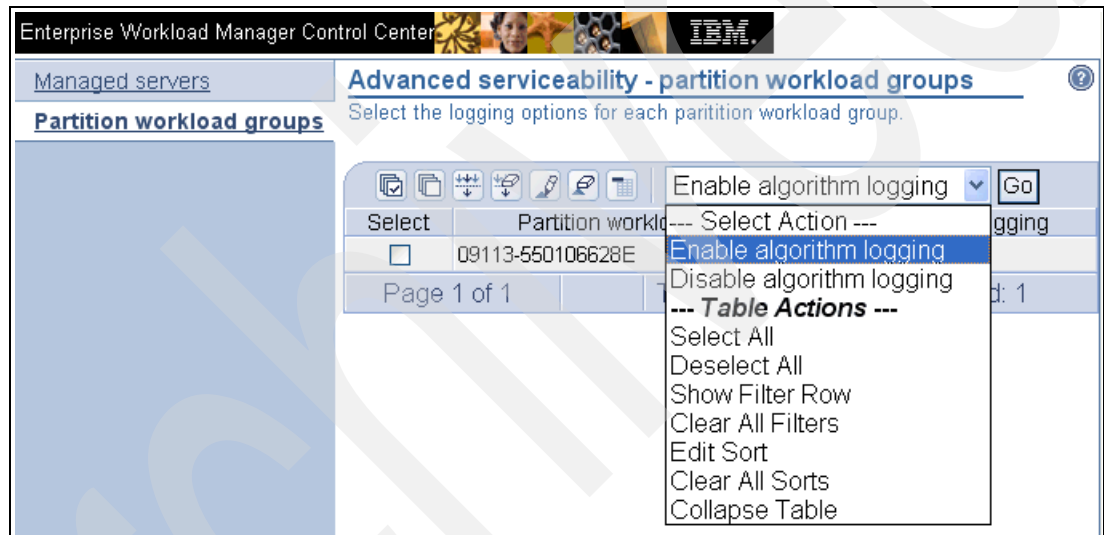 Enterprise Workload Manager Control Center IBM.
Managed servers
Partition workload groups
Advanced serviceability - partition workload groups
Select the logging options for each paritition workload group.
Enable algorithm logging Go
Select Partition
--- Select Action ---
09113-550106628E
Enable algorithm logging
Disable algorithm logging
Page 1 of 1
--- Table Actions ---
Select All
Deselect All
Show Filter Row
Clear All Filters
Edit Sort
Clear All Sorts
Collapse Table